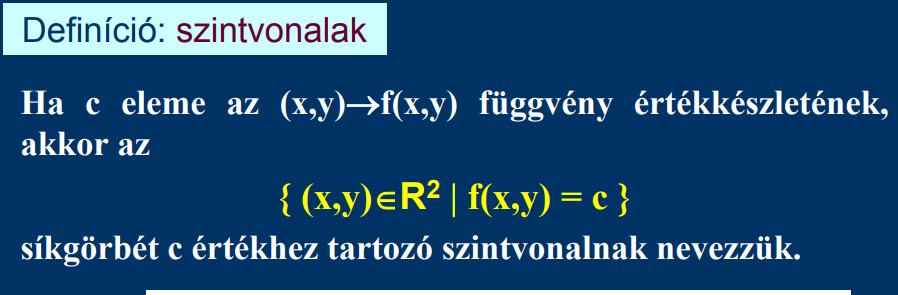 Definíció: szintvonalak
Ha c eleme az (x,y)→f(x,y) függvény értékkészletének,
akkor az
{ (x,y)∈R² | f(x,y) = c }
síkgörbét c értékhez tartozó szintvonalnak nevezzük.